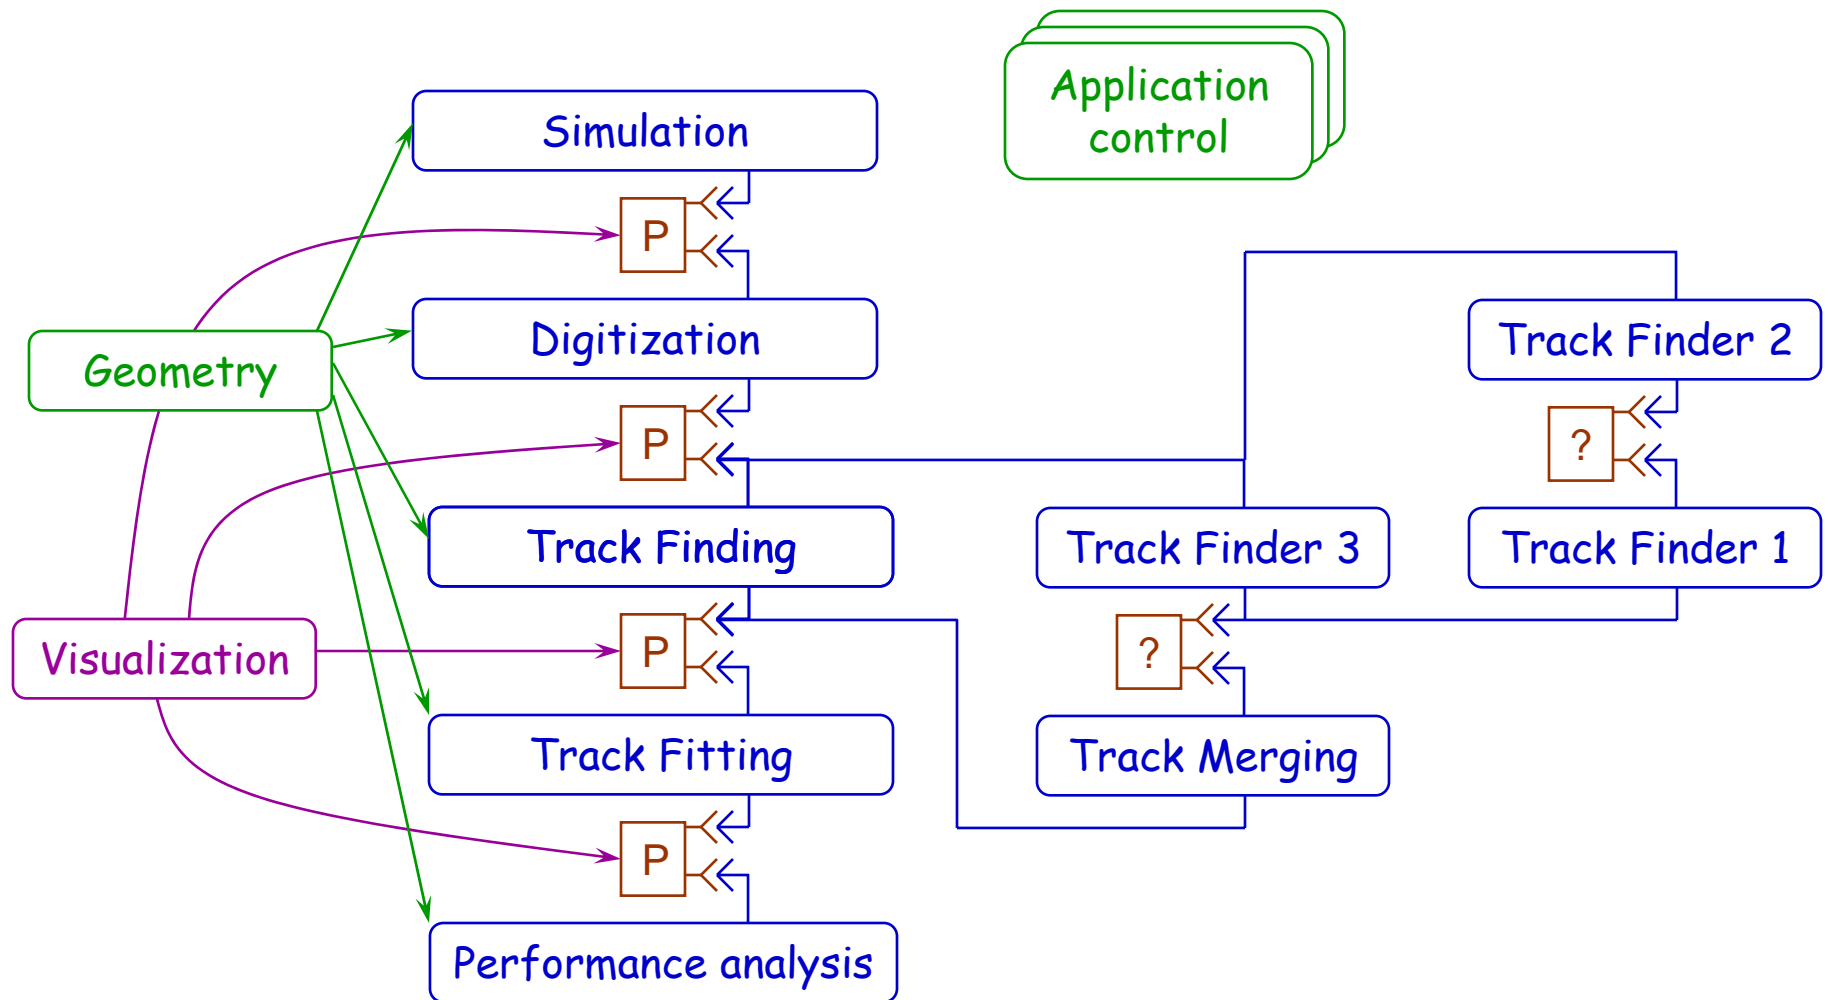 Application
control
Simulation
P
Digitization
Track Finder 2
Geometry
P
?
Track Finding
Track Finder 3
Track Finder 1
Visualization
P
?
Track Fitting
Track Merging
P
Performance analysis